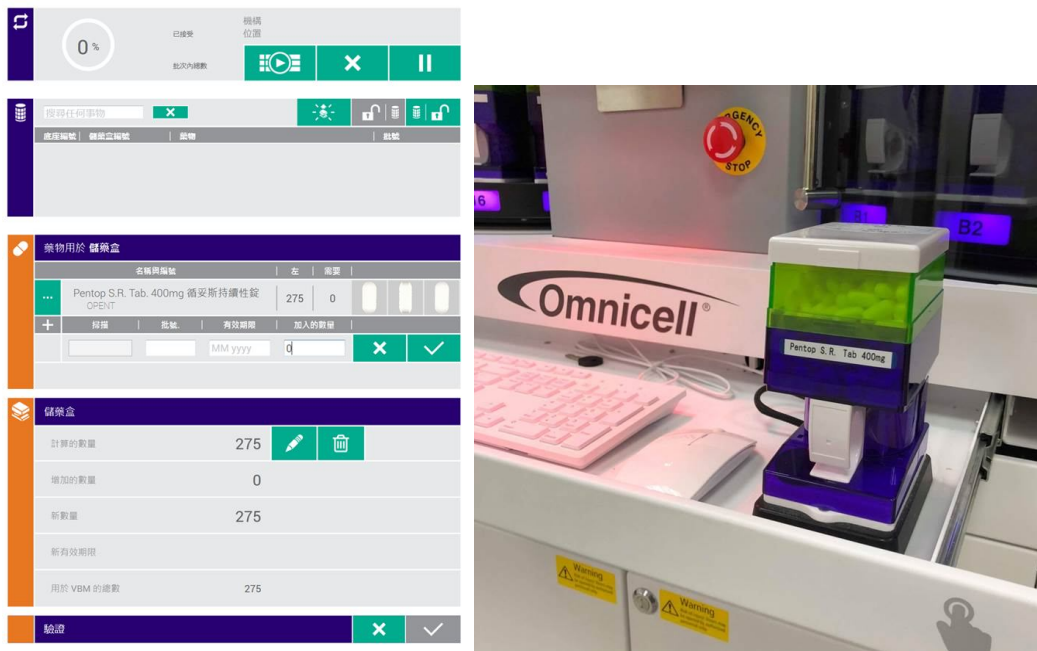 機構
0 %
已接受
位置
批次內總數
搜尋任何事物
底座編號 | 儲藥盒編號 | 藥物 | 批號
藥物用於 儲藥盒
名稱與編號 | 左 | 需要 |
... Pentop S.R. Tab. 400mg 循妥斯持續性錠 275 0
OPENT
+ 掃描 | 批號. | 有效期限 | 加入的數量 |
MM yyyy 0
儲藥盒
計算的數量 275
增加的數量 0
新數量 275
新有效期限
用於 VBM 的總數 275
驗證
EMERGENCY
STOP
6
B1
B2
Omnicell®
Pentop S.R. Tab 400mg
Warning
Warning